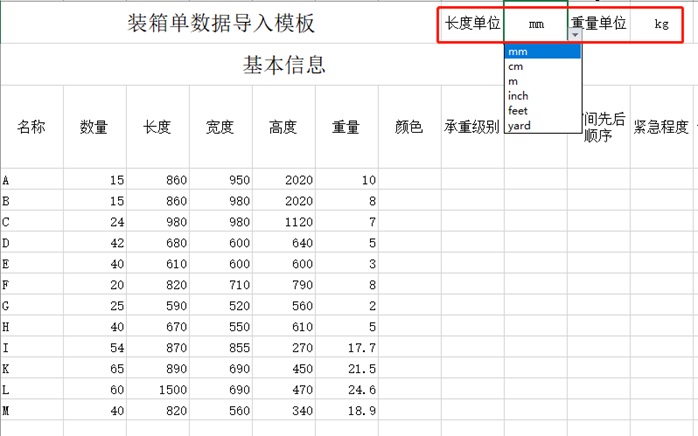 装箱单数据导入模板 长度单位 mm 重量单位 kg
mm
cm
m
inch
feet
yard
基本信息
名称 数量 长度 宽度 高度 重量 颜色 承重级别 间先后顺序 紧急程度
A 15 860 950 2020 10
B 15 860 980 2020 8
C 24 980 980 1120 7
D 42 680 600 640 5
E 40 610 600 600 3
F 20 820 710 790 8
G 25 590 520 560 2
H 40 670 550 610 5
I 54 870 855 270 17.7
K 65 890 690 450 21.5
L 60 1500 690 470 24.6
M 40 820 560 340 18.9